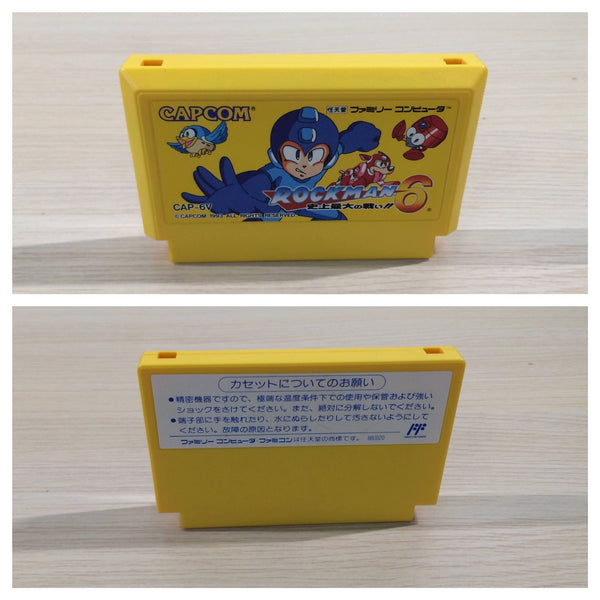 CAPCOM®
任天堂 ファミリー コンピュータ™
ROCKMAN 6
史上最大の戦い!!
CAP-6V
© CAPCOM 1993 ALL RIGHTS RESERVED.
カセットについてのお願い
●精密機器ですので、極端な温度条件下での使用や保管および強い
ショックをさけてください。また、絶対に分解しないでください。
●端子部に手を触れたり、水にぬらしたりして汚さないようにして
ください。故障の原因となります。
ファミリー コンピュータ ファミコンは任天堂の商標です。